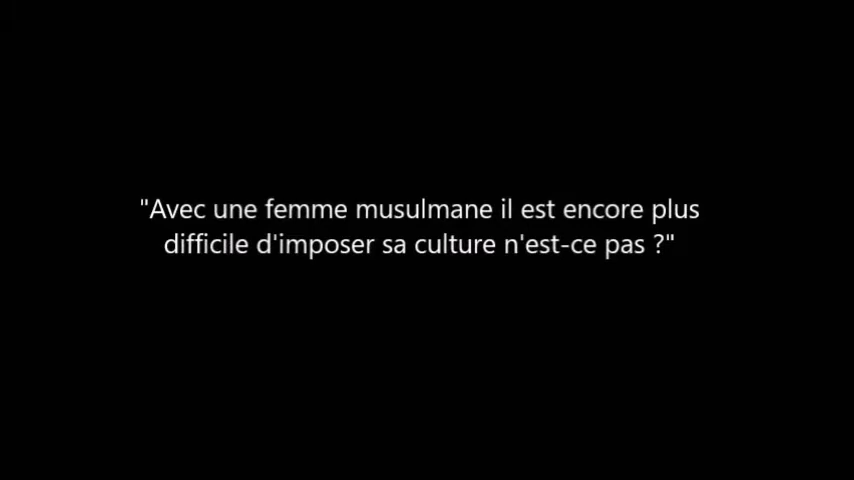 "Avec une femme musulmane il est encore plus
difficile d'imposer sa culture n'est-ce pas ?"